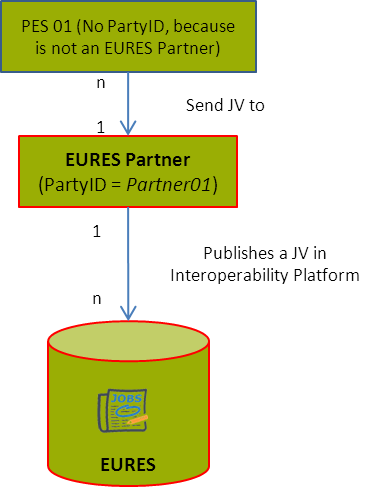 PES 01 (No PartyID, because
is not an EURES Partner)
n
Send JV to
1
EURES Partner
(PartyID = Partner01)
1
Publishes a JV in
Interoperability Platform
n
JOBS
EURES